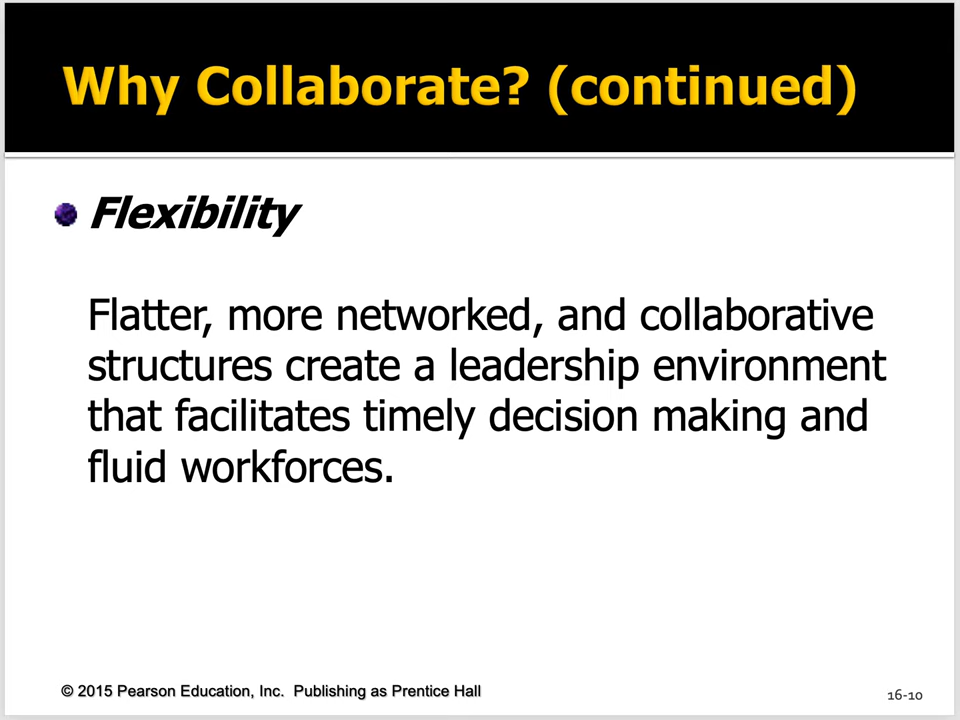 Why Collaborate? (continued)
Flexibility
Flatter, more networked, and collaborative
structures create a leadership environment
that facilitates timely decision making and
fluid workforces.
© 2015 Pearson Education, Inc.  Publishing as Prentice Hall
16-10